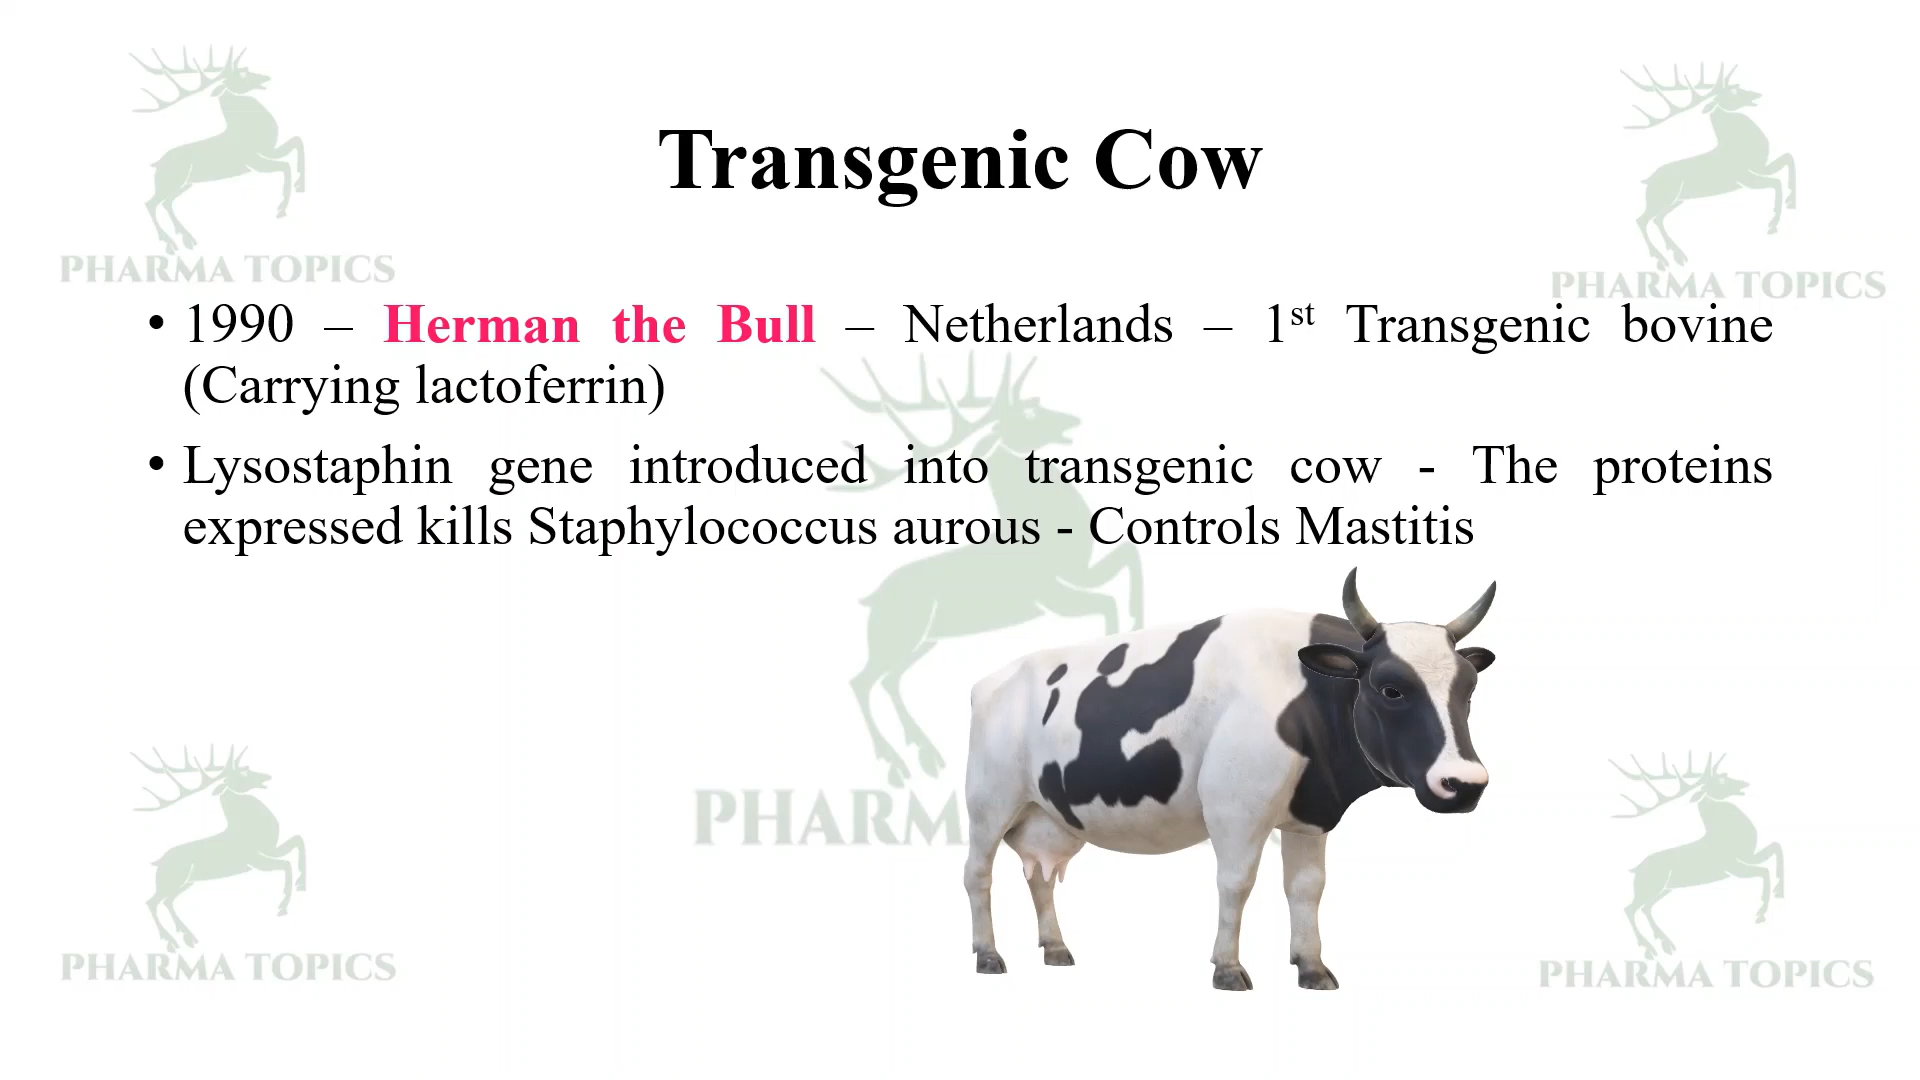 Transgenic Cow
PHARMA TOPICS
PHARMA TOPICS
• 1990 – Herman the Bull – Netherlands – 1st Transgenic bovine
(Carrying lactoferrin)
• Lysostaphin gene introduced into transgenic cow - The proteins
expressed kills Staphylococcus aurous - Controls Mastitis
PHARM
PHARMA TOPICS
PHARMA TOPICS